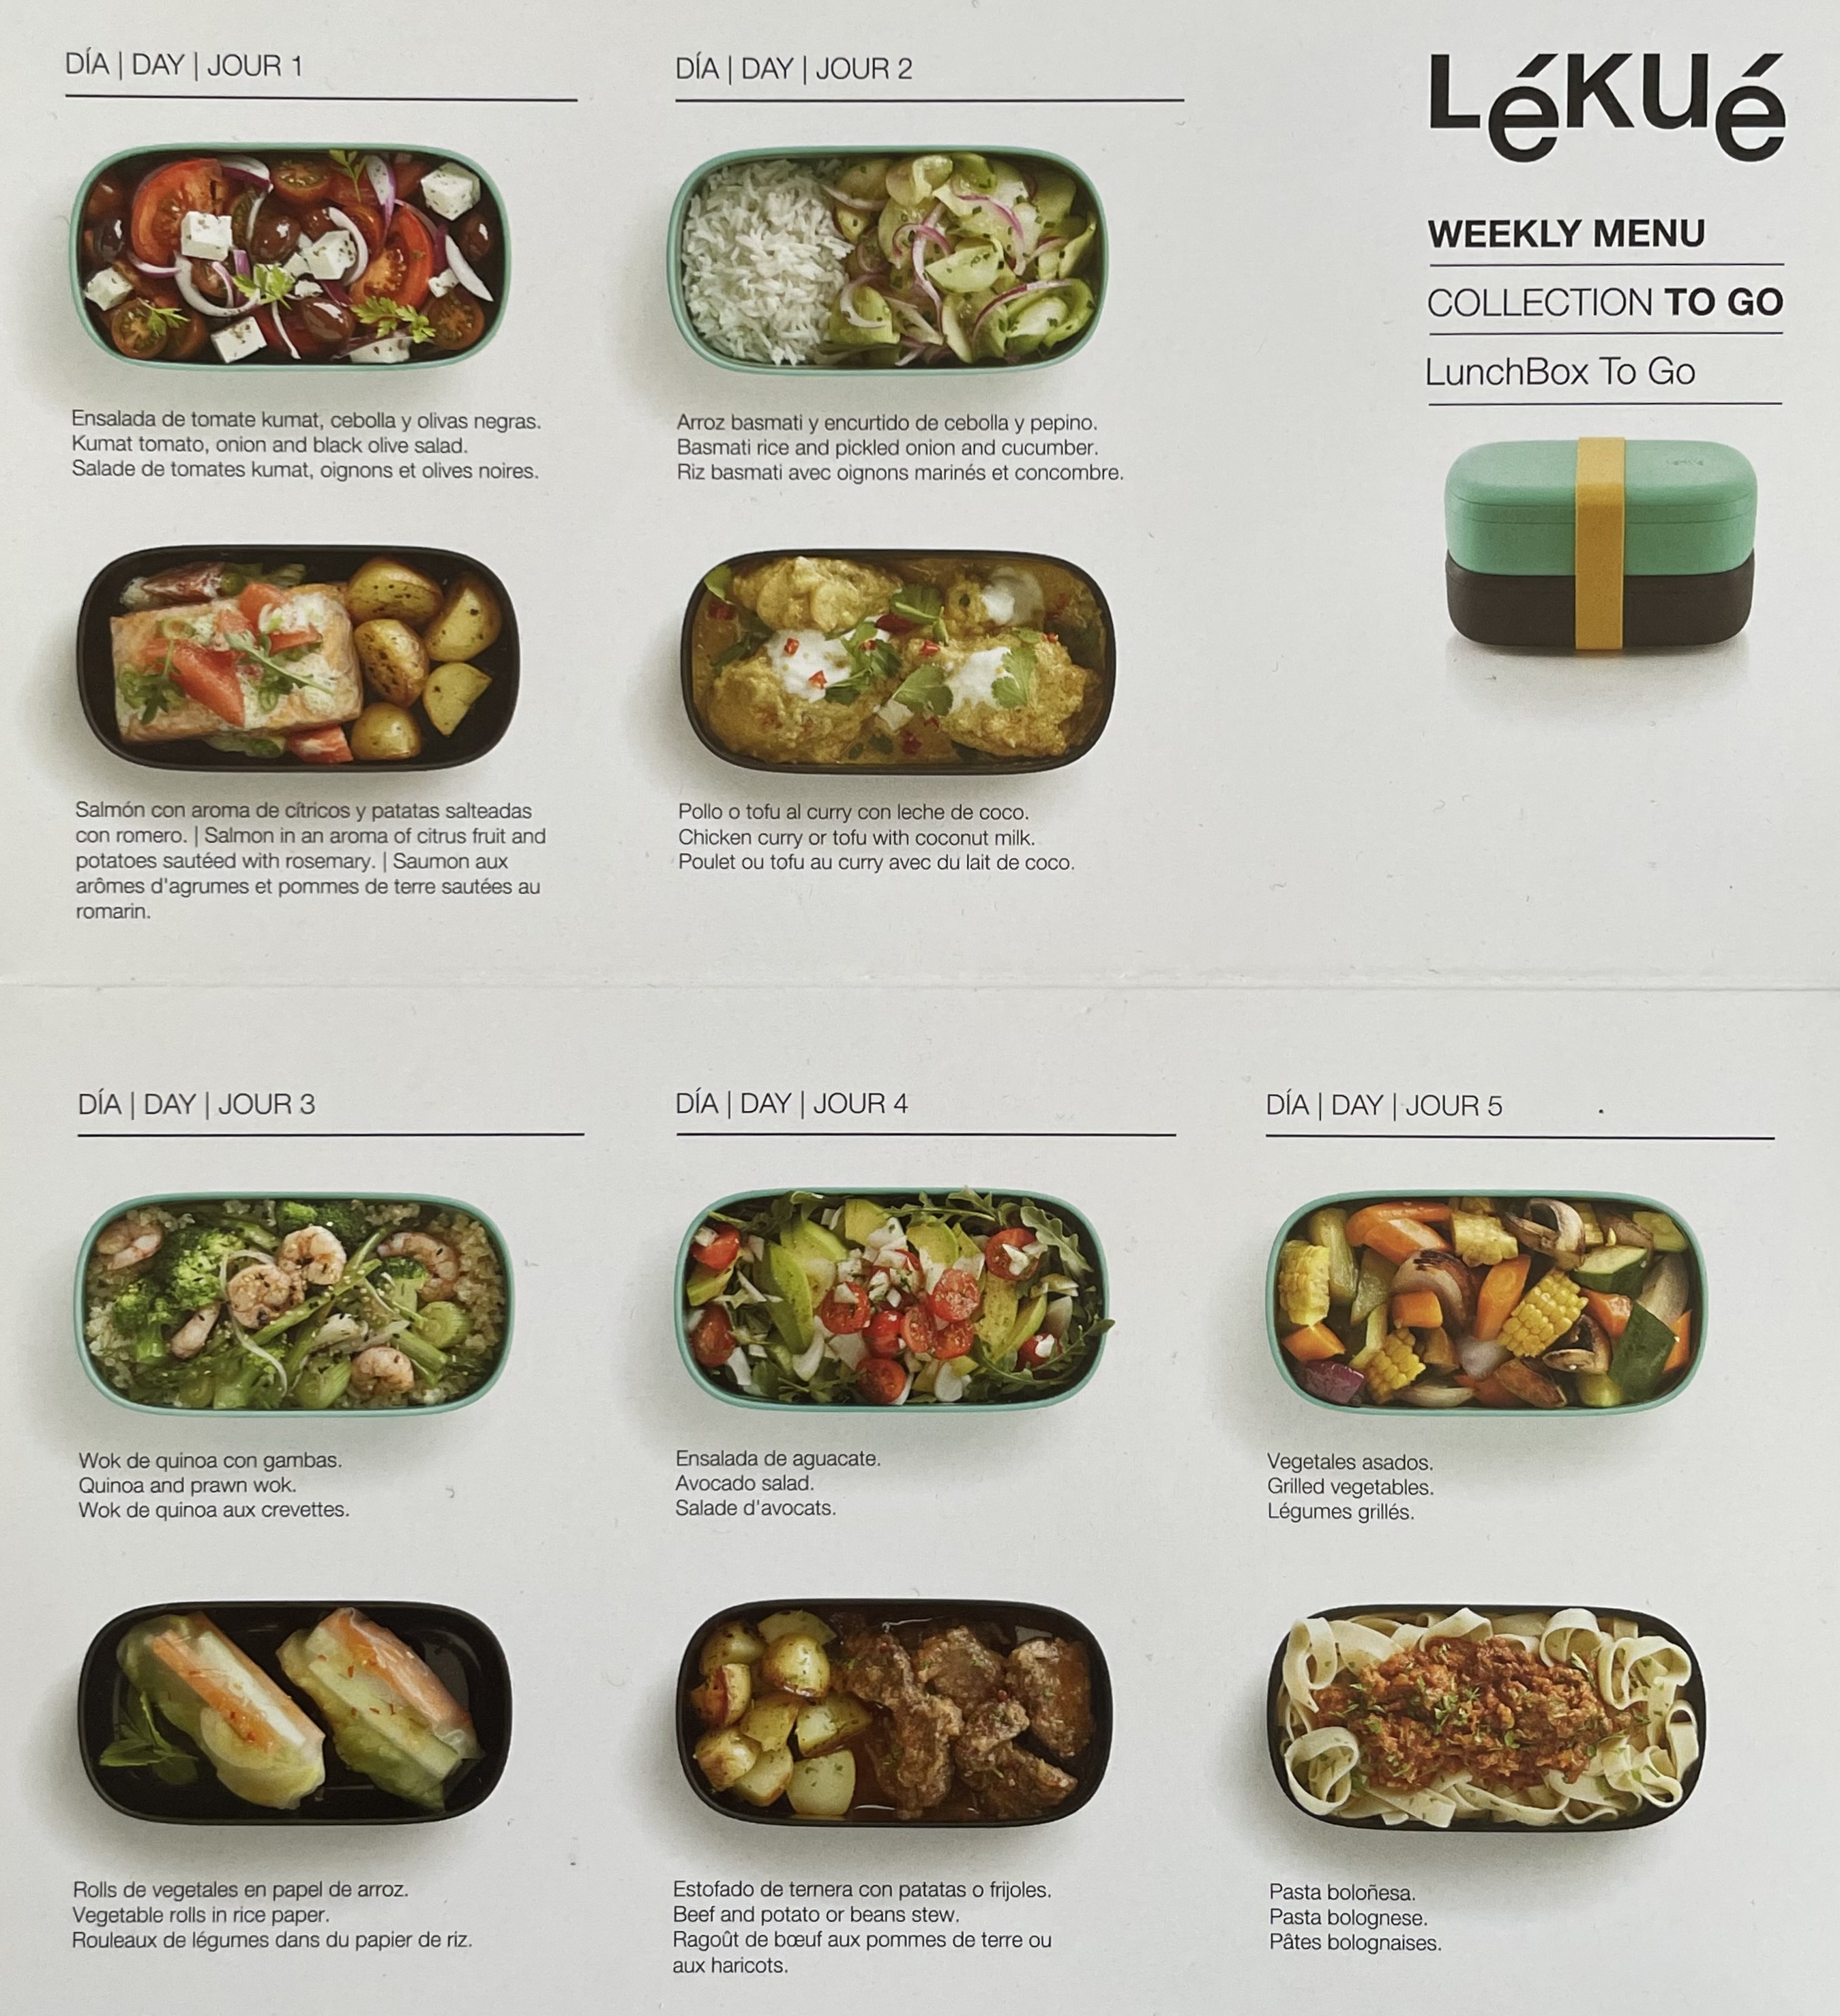 DÍA | DAY | JOUR 1
Ensalada de tomate kumat, cebolla y olivas negras.
Kumat tomato, onion and black olive salad.
Salade de tomates kumat, oignons et olives noires.
Salmón con aroma de cítricos y patatas salteadas
con romero. | Salmon in an aroma of citrus fruit and
potatoes sautéed with rosemary. | Saumon aux
arômes d'agrumes et pommes de terre sautées au
romarin.
DÍA | DAY | JOUR 2
Arroz basmati y encurtido de cebolla y pepino.
Basmati rice and pickled onion and cucumber.
Riz basmati avec oignons marinés et concombre.
Pollo o tofu al curry con leche de coco.
Chicken curry or tofu with coconut milk.
Poulet ou tofu au curry avec du lait de coco.
Lékué
WEEKLY MENU
COLLECTION TO GO
LunchBox To Go
DÍA | DAY | JOUR 3
Wok de quinoa con gambas.
Quinoa and prawn wok.
Wok de quinoa aux crevettes.
Rolls de vegetales en papel de arroz.
Vegetable rolls in rice paper.
Rouleaux de légumes dans du papier de riz.
DÍA | DAY | JOUR 4
Ensalada de aguacate.
Avocado salad.
Salade d'avocats.
Estofado de ternera con patatas o frijoles.
Beef and potato or beans stew.
Ragoût de bœuf aux pommes de terre ou
aux haricots.
DÍA | DAY | JOUR 5
Vegetales asados.
Grilled vegetables.
Légumes grillés.
Pasta boloñesa.
Pasta bolognese.
Pâtes bolognaises.